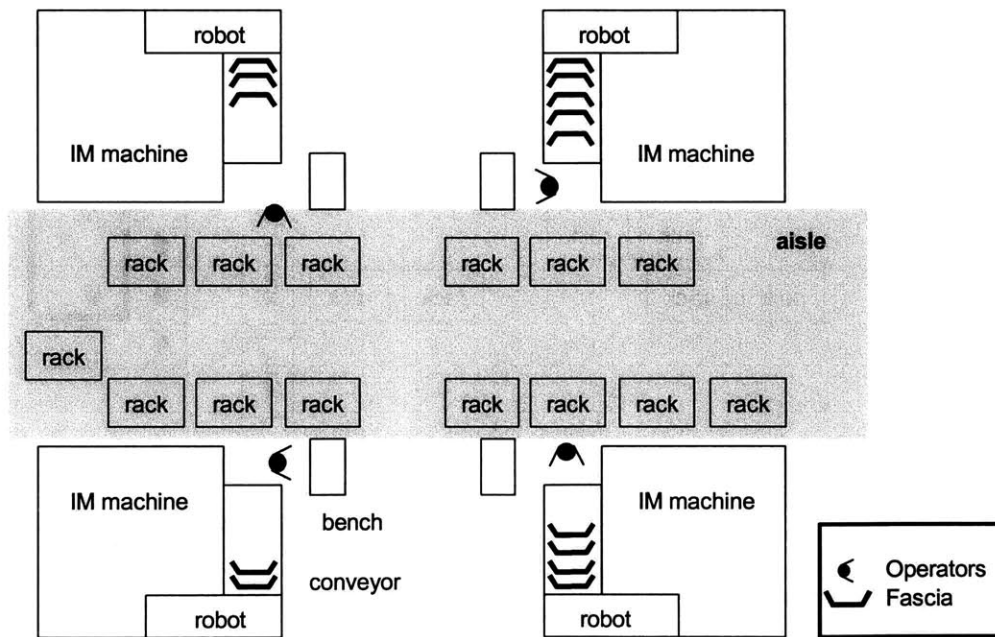 robot robot
IM machine IM machine
aisle
rack rack rack rack rack rack
rack
rack rack rack rack rack rack rack
IM machine IM machine
bench
conveyor
Operators
Fascia
robot robot